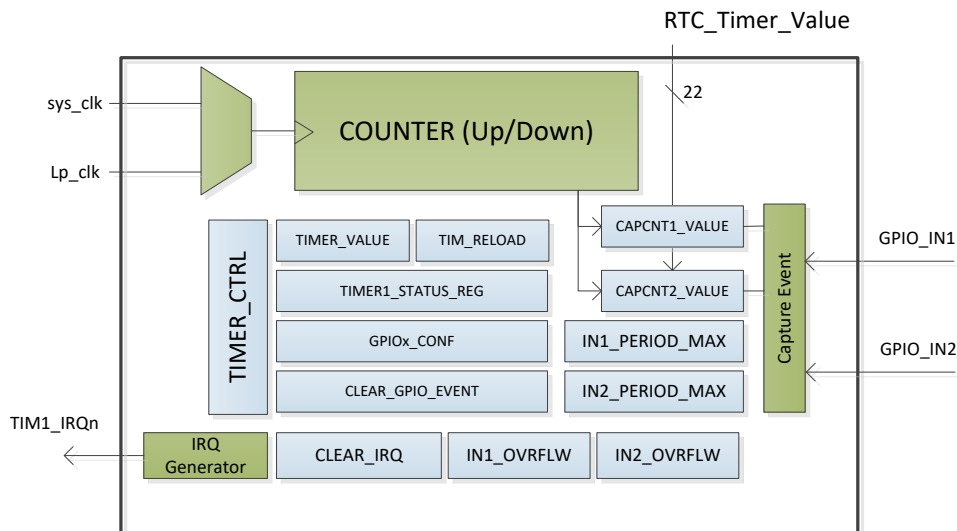 RTC_Timer_Value
22
sys_clk
COUNTER (Up/Down)
Lp_clk
TIMER_CTRL
TIMER_VALUE
TIM_RELOAD
CAPCNT1_VALUE
GPIO_IN1
TIMER1_STATUS_REG
CAPCNT2_VALUE
Capture Event
GPIOx_CONF
IN1_PERIOD_MAX
GPIO_IN2
CLEAR_GPIO_EVENT
IN2_PERIOD_MAX
TIM1_IRQn
IRQ
Generator
CLEAR_IRQ
IN1_OVRFLW
IN2_OVRFLW